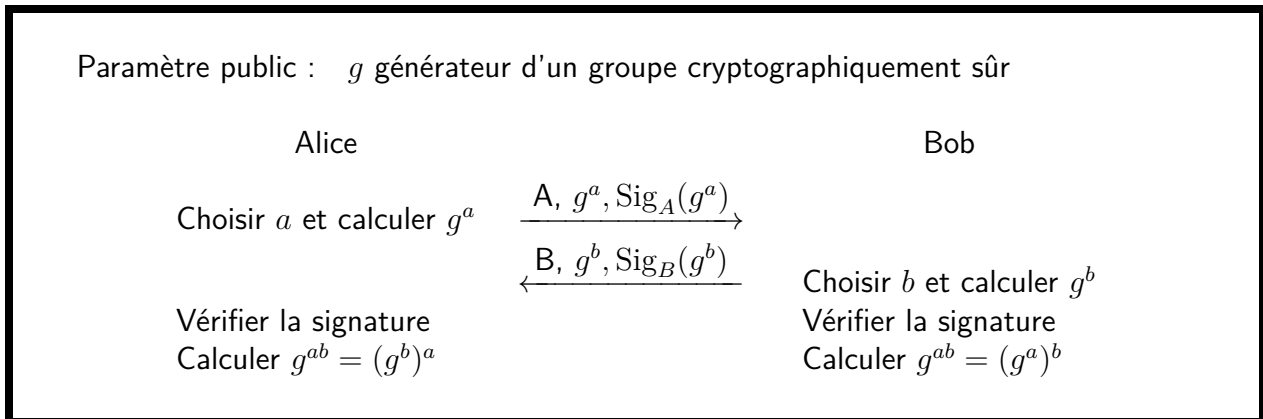 Paramètre public : g générateur d'un groupe cryptographiquement sûr
Alice Bob
Choisir a et calculer g^a A, g^a, Sig_A(g^a)
B, g^b, Sig_B(g^b) Choisir b et calculer g^b
Vérifier la signature Vérifier la signature
Calculer g^{ab} = (g^b)^a Calculer g^{ab} = (g^a)^b